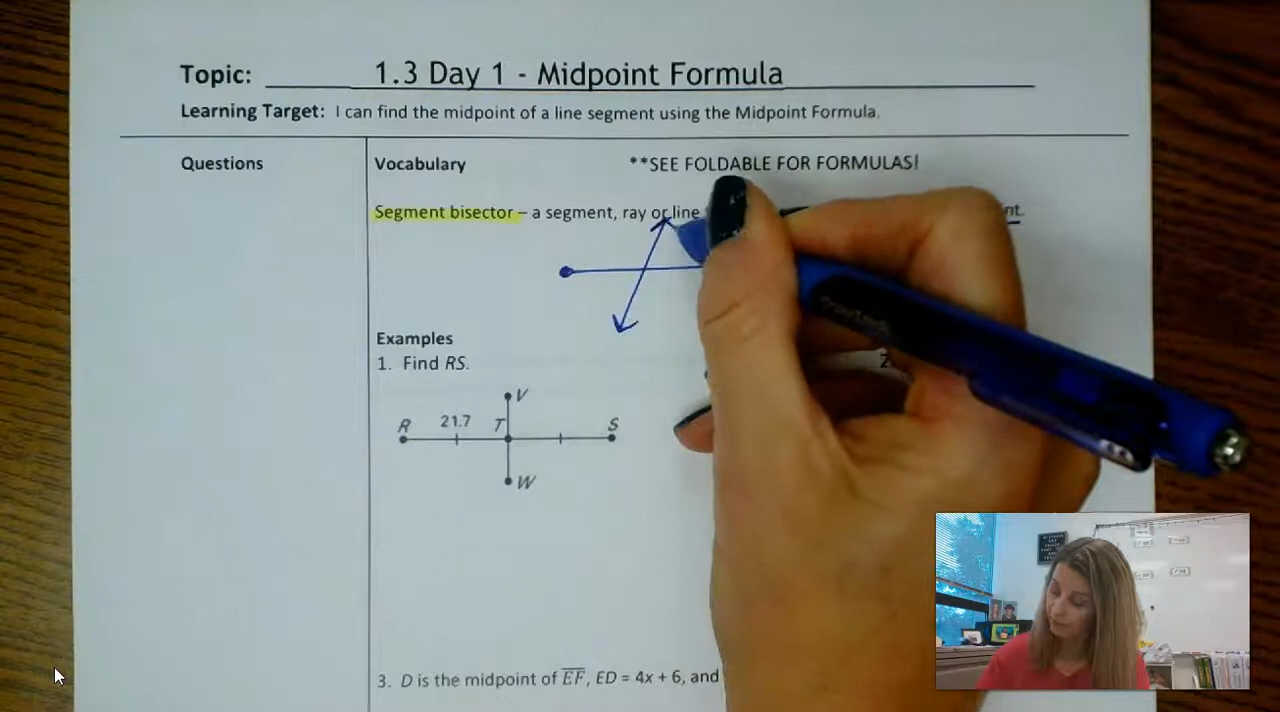 Topic: 1.3 Day 1 - Midpoint Formula
Learning Target: I can find the midpoint of a line segment using the Midpoint Formula.
Questions
Vocabulary **SEE FOLDABLE FOR FORMULAS!
Segment bisector – a segment, ray or line
Examples
1. Find RS.
V
R 21.7 T S
W
3. D is the midpoint of EF, ED = 4x + 6, and